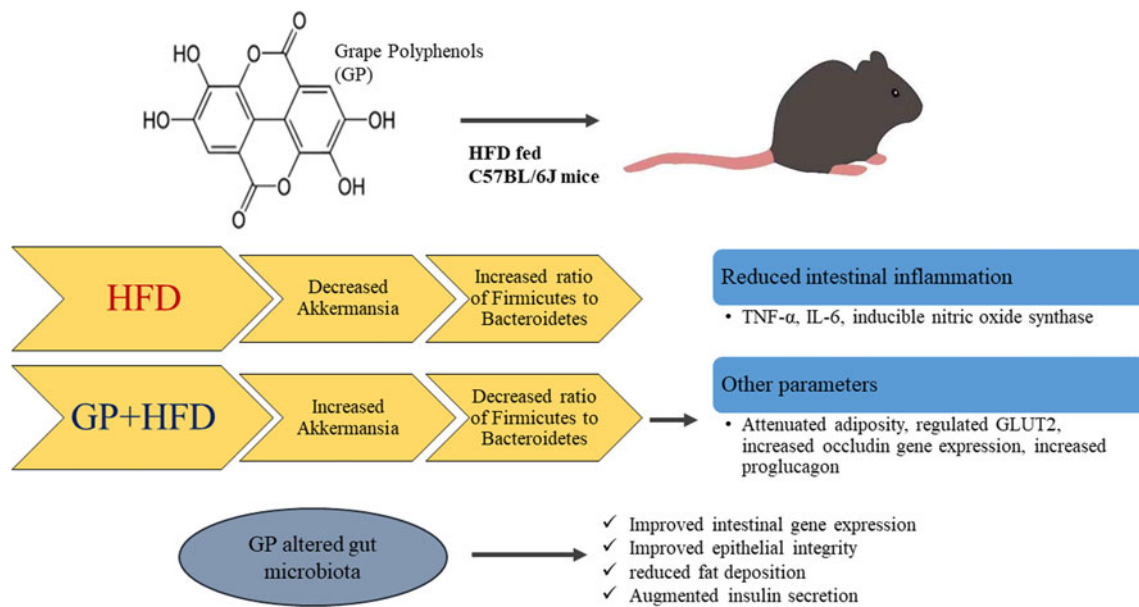 O
O
HO
Grape Polyphenols
(GP)
HO
OH
OH
O
O
HFD fed
C57BL/6J mice
HFD
Decreased
Akkermansia
Increased ratio
of Firmicutes to
Bacteroidetes
Reduced intestinal inflammation
• TNF-α, IL-6, inducible nitric oxide synthase
GP+HFD
Increased
Akkermansia
Decreased ratio
of Firmicutes to
Bacteroidetes
Other parameters
• Attenuated adiposity, regulated GLUT2,
increased occludin gene expression, increased
proglucagon
GP altered gut
microbiota
✓ Improved intestinal gene expression
✓ Improved epithelial integrity
✓ reduced fat deposition
✓ Augmented insulin secretion